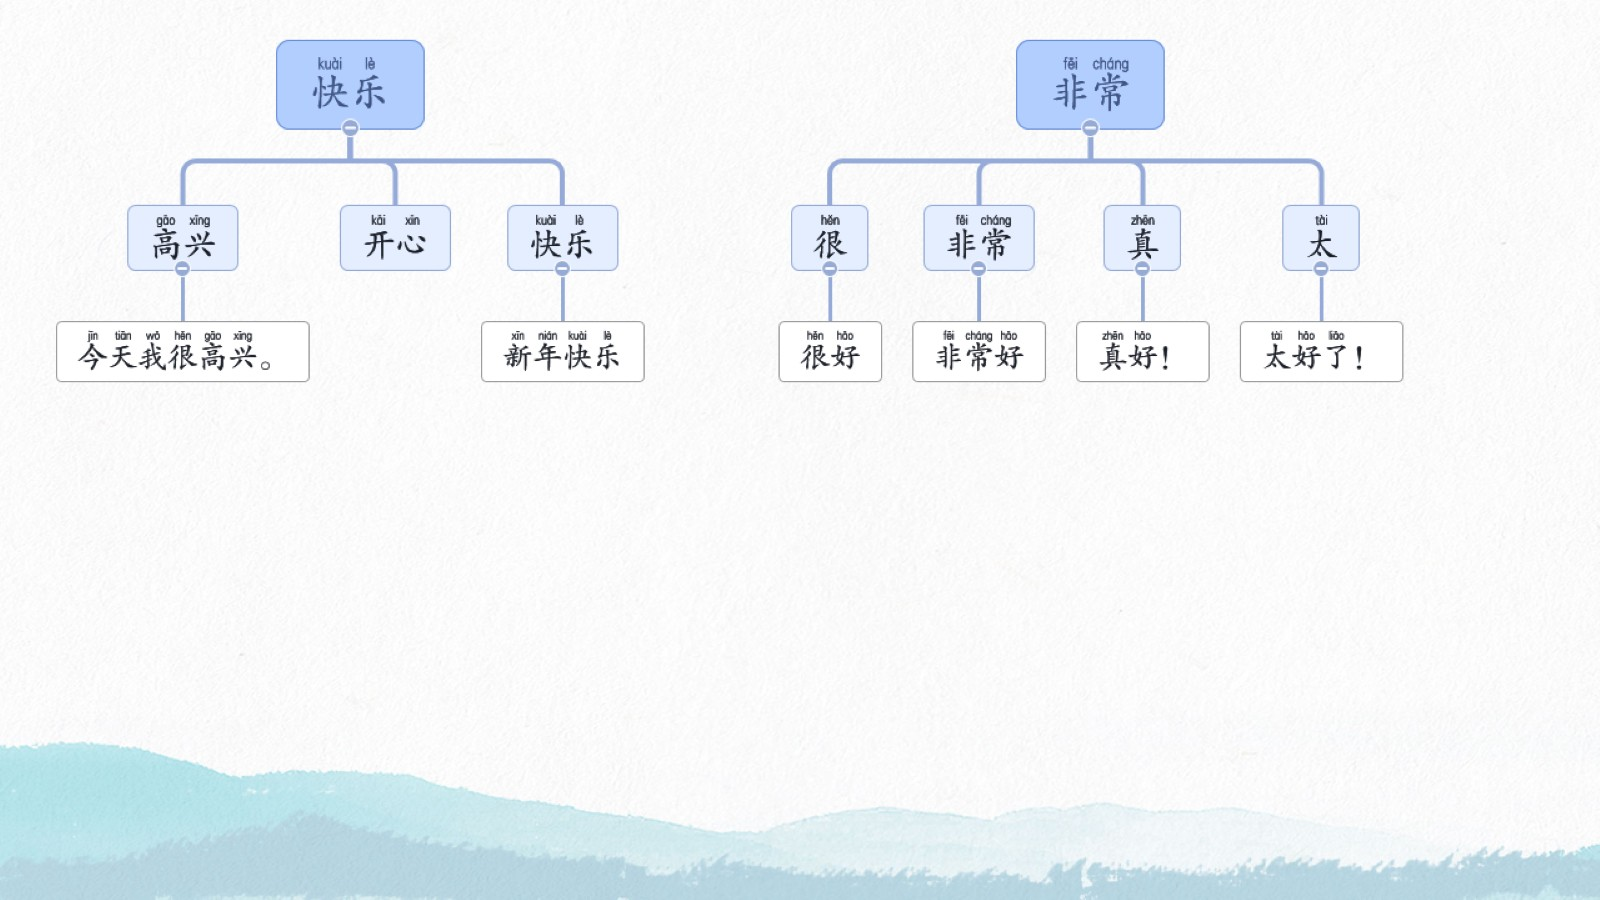 kuài lè
快乐
gāo xìng
高兴
kāi xīn
开心
kuài lè
快乐
jīn tiān wǒ hěn gāo xìng
今天我很高兴。
xīn nián kuài lè
新年快乐
fēi cháng
非常
hěn
很
fēi cháng
非常
zhēn
真
tài
太
hěn hǎo
很好
fēi cháng hǎo
非常好
zhēn hǎo
真好！
tài hǎo liǎo
太好了！